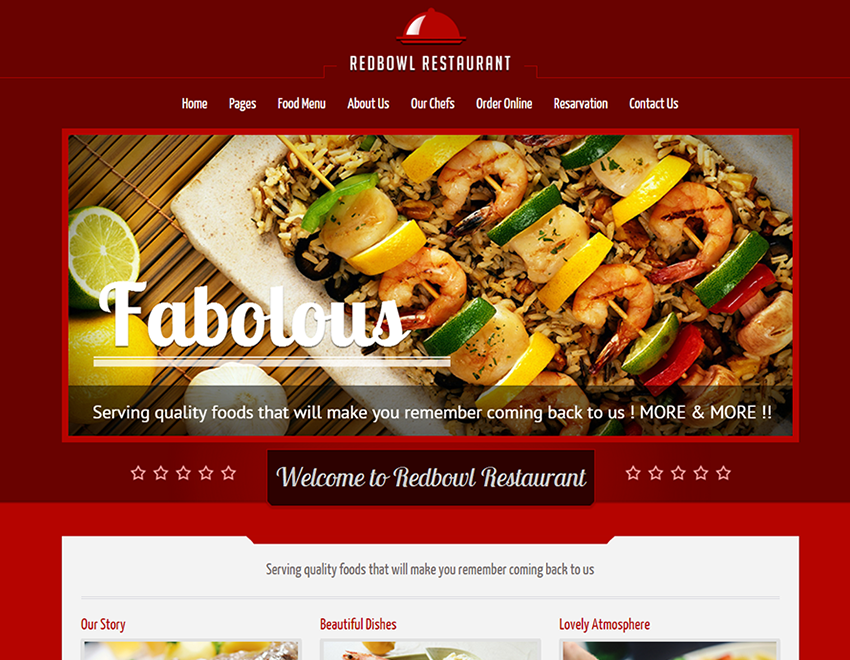 REDBOWL RESTAURANT
Home Pages Food Menu About Us Our Chefs Order Online Resarvation Contact Us
Fabolous
Serving quality foods that will make you remember coming back to us ! MORE & MORE !!
Welcome to Redbowl Restaurant
Serving quality foods that will make you remember coming back to us
Our Story Beautiful Dishes Lovely Atmosphere